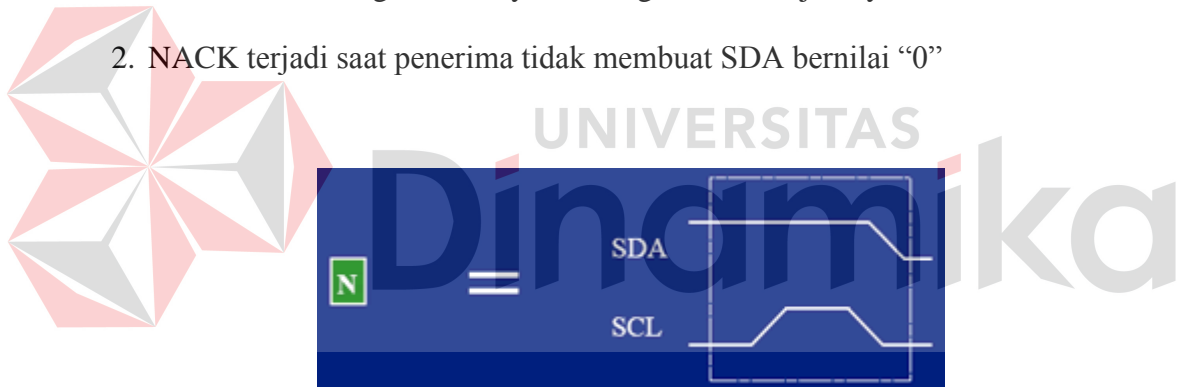 2. NACK terjadi saat penerima tidak membuat SDA bernilai “0”
UNIVERSITAS
Dinamika
SDA
N =
SCL